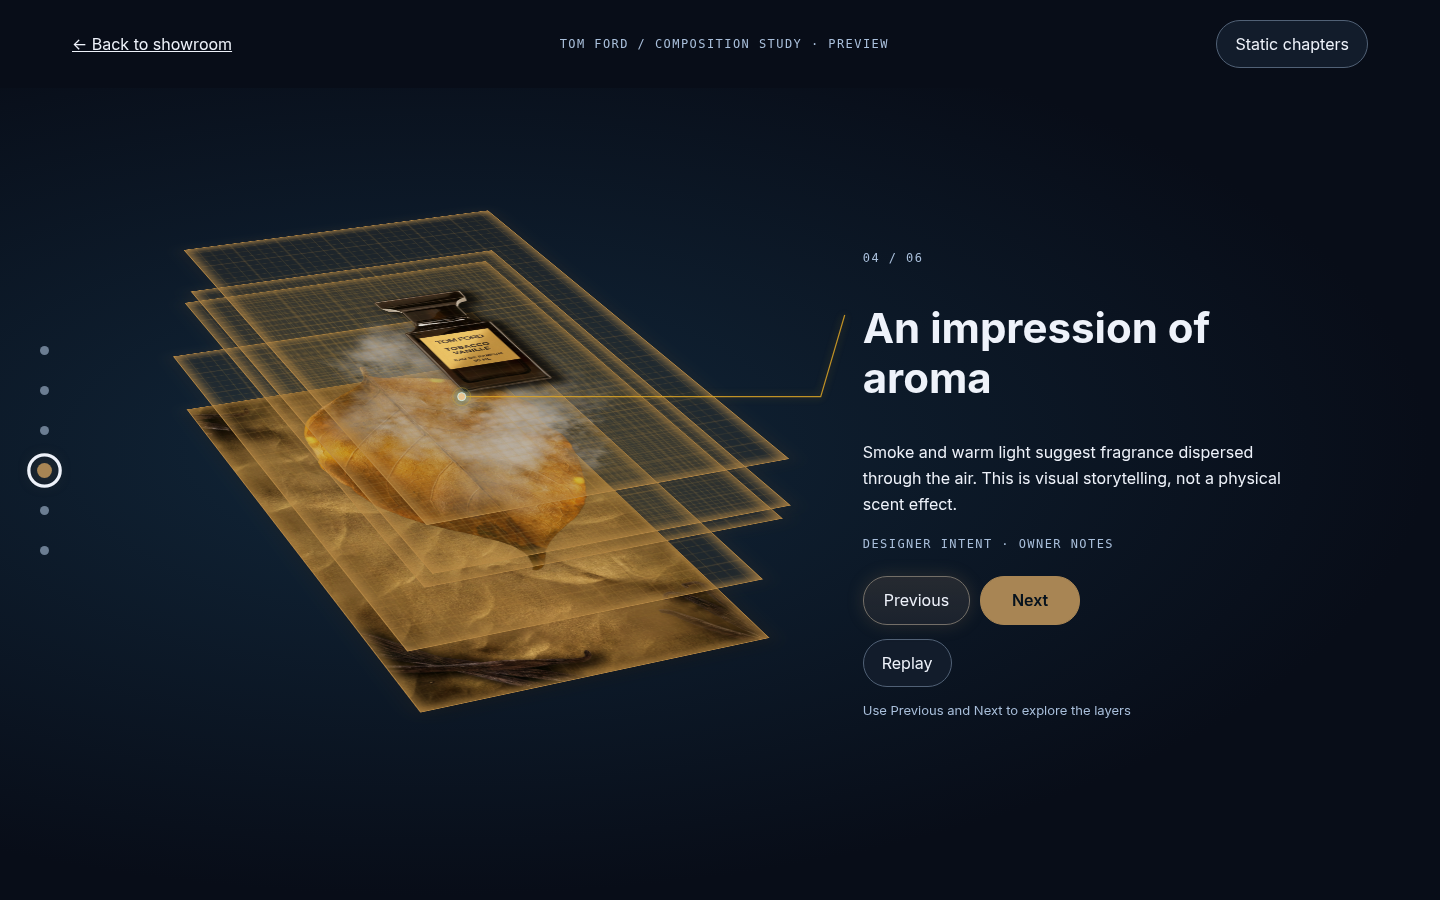 ← Back to showroom
TOM FORD / COMPOSITION STUDY · PREVIEW
Static chapters
TOM FORD
TOBACCO
VANILLE
04 / 06
An impression of
aroma
Smoke and warm light suggest fragrance dispersed
through the air. This is visual storytelling, not a physical
scent effect.
DESIGNER INTENT · OWNER NOTES
Previous
Next
Replay
Use Previous and Next to explore the layers